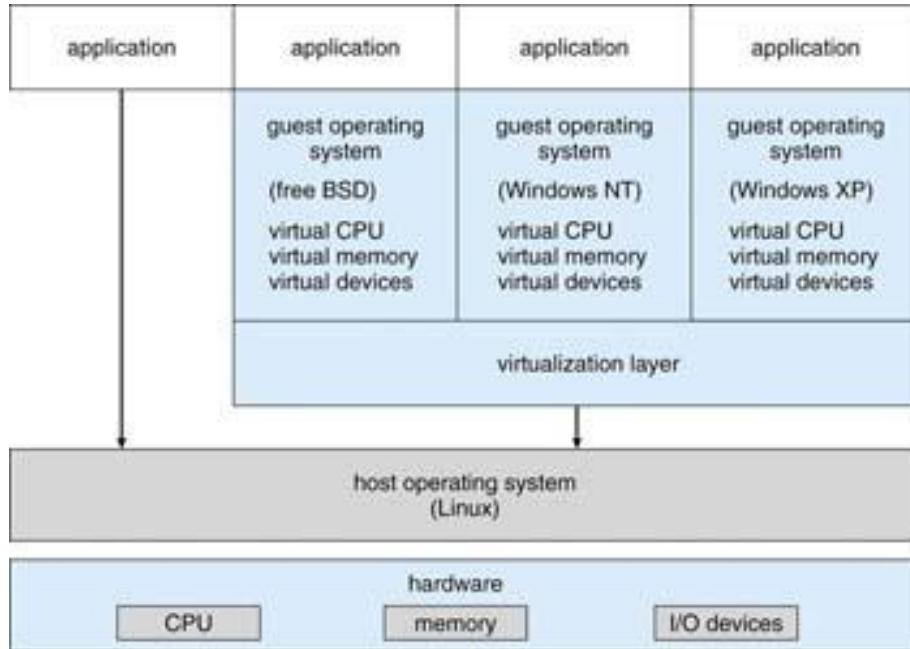 application
application
application
application
guest operating
system
(free BSD)
virtual CPU
virtual memory
virtual devices
guest operating
system
(Windows NT)
virtual CPU
virtual memory
virtual devices
guest operating
system
(Windows XP)
virtual CPU
virtual memory
virtual devices
virtualization layer
host operating system
(Linux)
hardware
CPU
memory
I/O devices